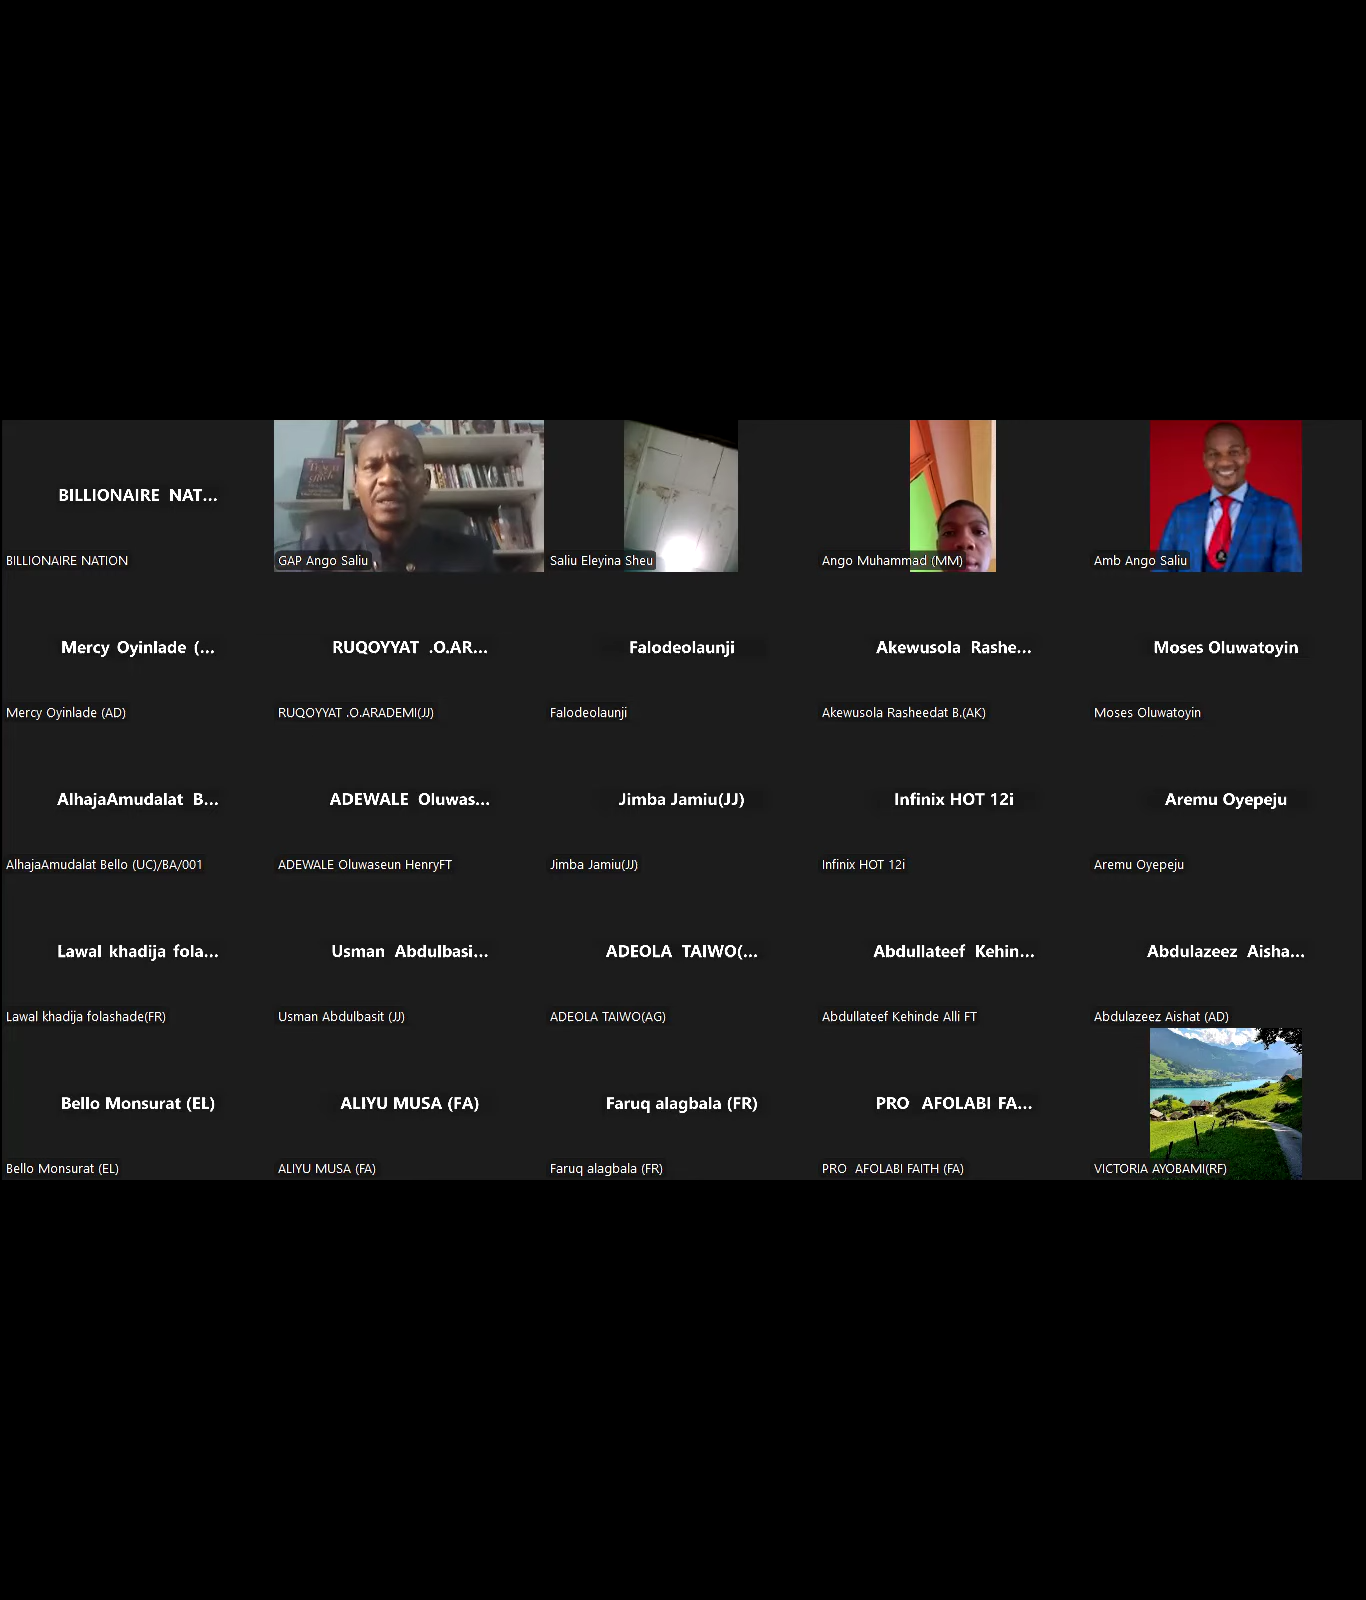 BILLIONAIRE NAT...
BILLIONAIRE NATION
GAP Ango Saliu
Saliu Eleyina Sheu
Ango Muhammad (MM)
Amb Ango Saliu
Mercy Oyinlade (...
RUQOYYAT .O.AR...
Falodeolaunji
Akewusola Rashe...
Moses Oluwatoyin
Mercy Oyinlade (AD)
RUQOYYAT .O.ARADEMI(JJ)
Falodeolaunji
Akewusola Rasheedat B.(AK)
Moses Oluwatoyin
AlhajaAmudalat B...
ADEWALE Oluwas...
Jimba Jamiu(JJ)
Infinix HOT 12i
Aremu Oyepeju
AlhajaAmudalat Bello (UC)/BA/001
ADEWALE Oluwaseun HenryFT
Jimba Jamiu(JJ)
Infinix HOT 12i
Aremu Oyepeju
Lawal khadija fola...
Usman Abdulbasi...
ADEOLA TAIWO(...
Abdullateef Kehin...
Abdulazeez Aisha...
Lawal khadija folashade(FR)
Usman Abdulbasit (JJ)
ADEOLA TAIWO(AG)
Abdullateef Kehinde Alli FT
Abdulazeez Aishat (AD)
Bello Monsurat (EL)
ALIYU MUSA (FA)
Faruq alagbala (FR)
PRO AFOLABI FA...
Bello Monsurat (EL)
ALIYU MUSA (FA)
Faruq alagbala (FR)
PRO AFOLABI FAITH (FA)
VICTORIA AYOBAMI(RF)